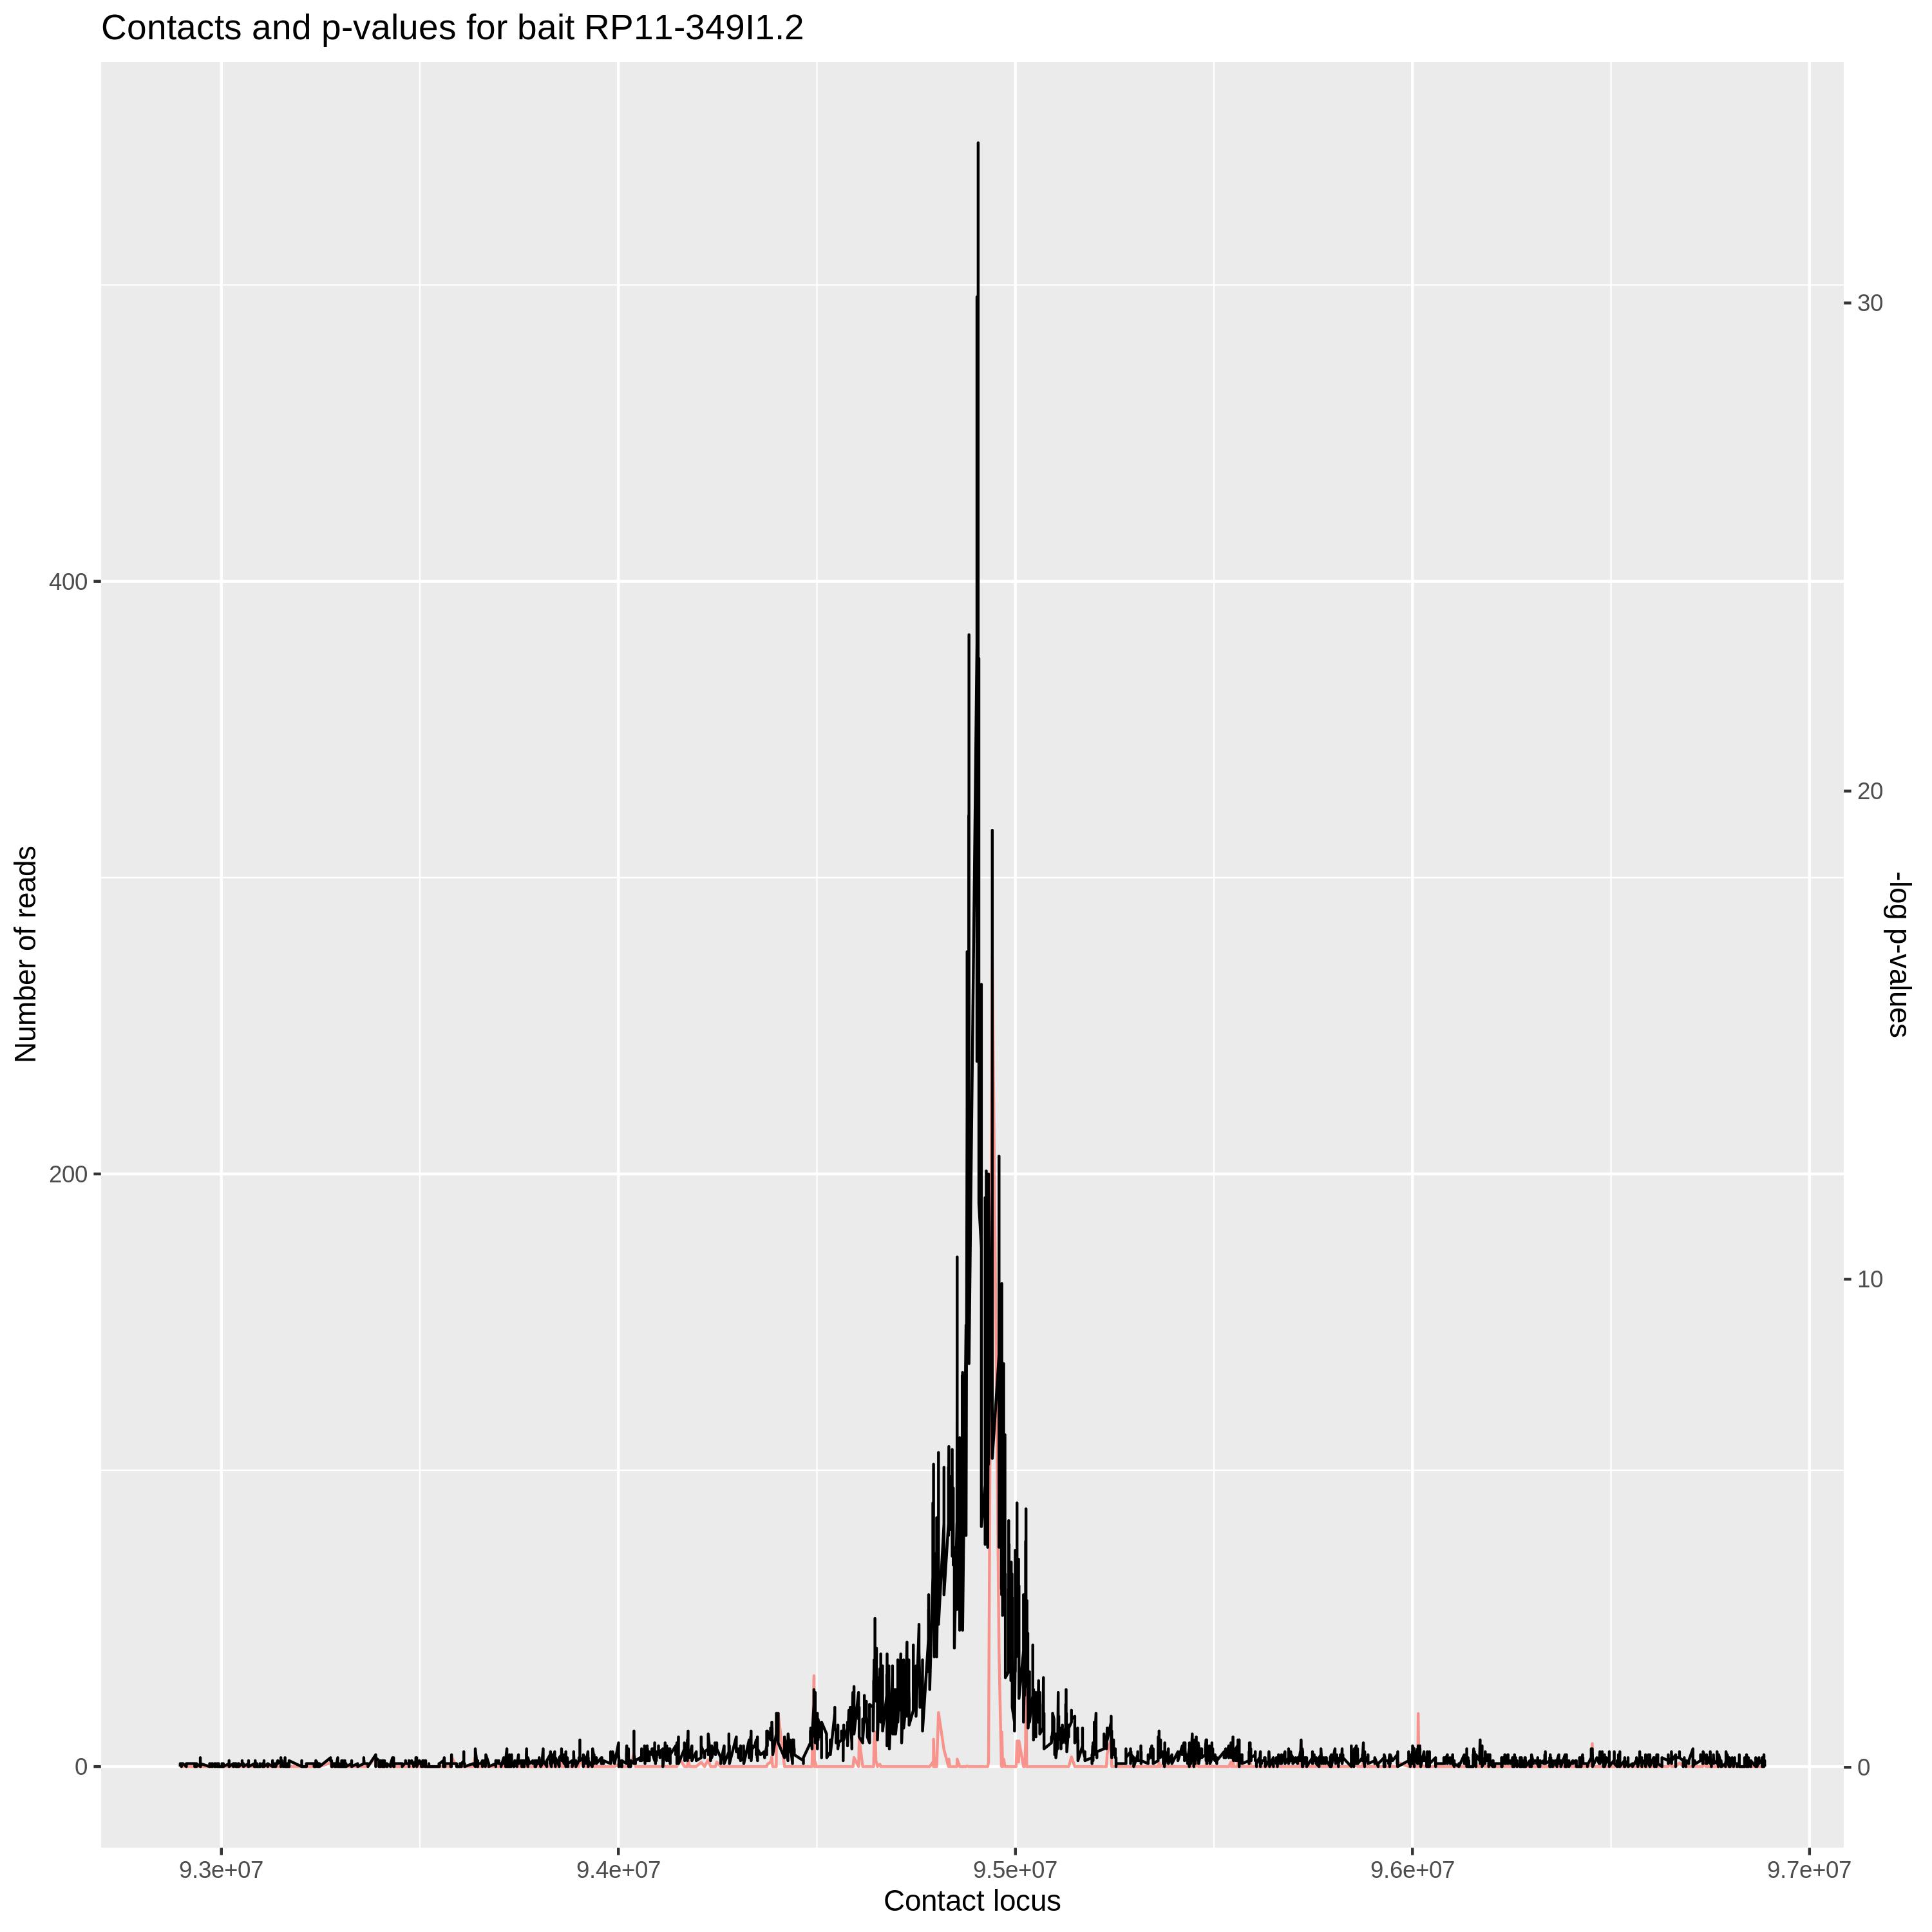 Contacts and p-values for bait RP11-349I1.2
400
200
0
Number of reads
30
20
10
0
-log p-values
9.3e+07
9.4e+07
9.5e+07
9.6e+07
9.7e+07
Contact locus